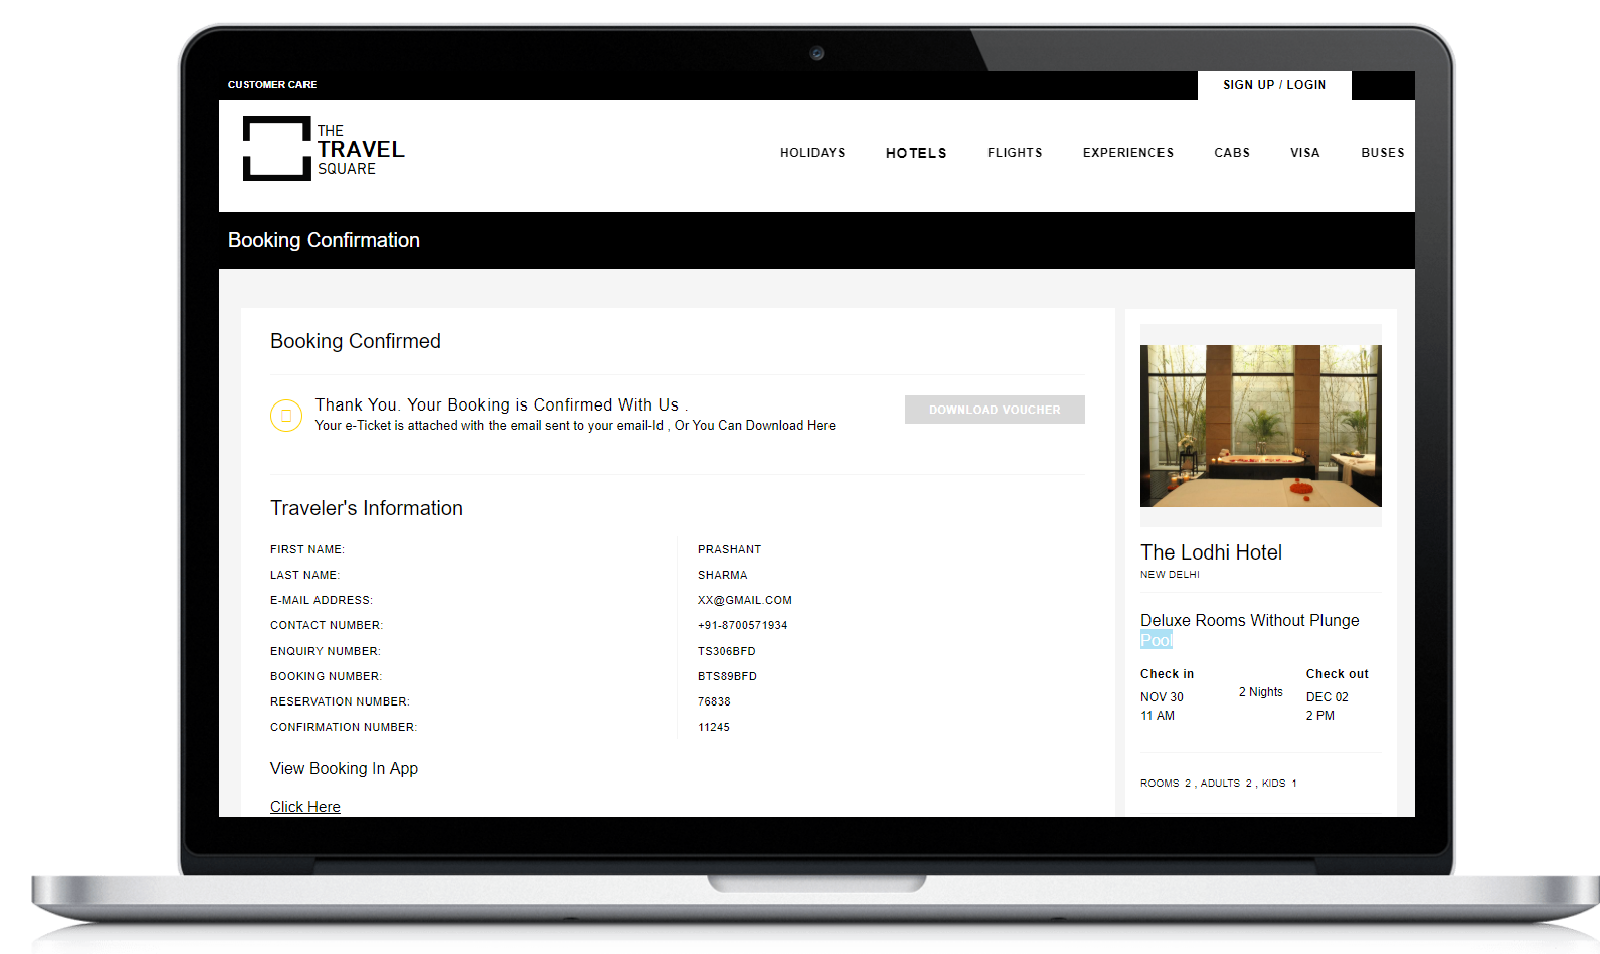 CUSTOMER CARE
SIGN UP / LOGIN
THE
TRAVEL
SQUARE
HOLIDAYS HOTELS FLIGHTS EXPERIENCES CABS VISA BUSES
Booking Confirmation
Booking Confirmed
Thank You. Your Booking is Confirmed With Us .
Your e-Ticket is attached with the email sent to your email-Id , Or You Can Download Here
DOWNLOAD VOUCHER
Traveler's Information
FIRST NAME: PRASHANT
LAST NAME: SHARMA
E-MAIL ADDRESS: XX@GMAIL.COM
CONTACT NUMBER: +91-8700571934
ENQUIRY NUMBER: TS306BFD
BOOKING NUMBER: BTS89BFD
RESERVATION NUMBER: 76838
CONFIRMATION NUMBER: 11245
View Booking In App
Click Here
The Lodhi Hotel
NEW DELHI
Deluxe Rooms Without Plunge
Pool
Check in Check out
NOV 30 2 Nights DEC 02
11 AM 2 PM
ROOMS 2 , ADULTS 2 , KIDS 1